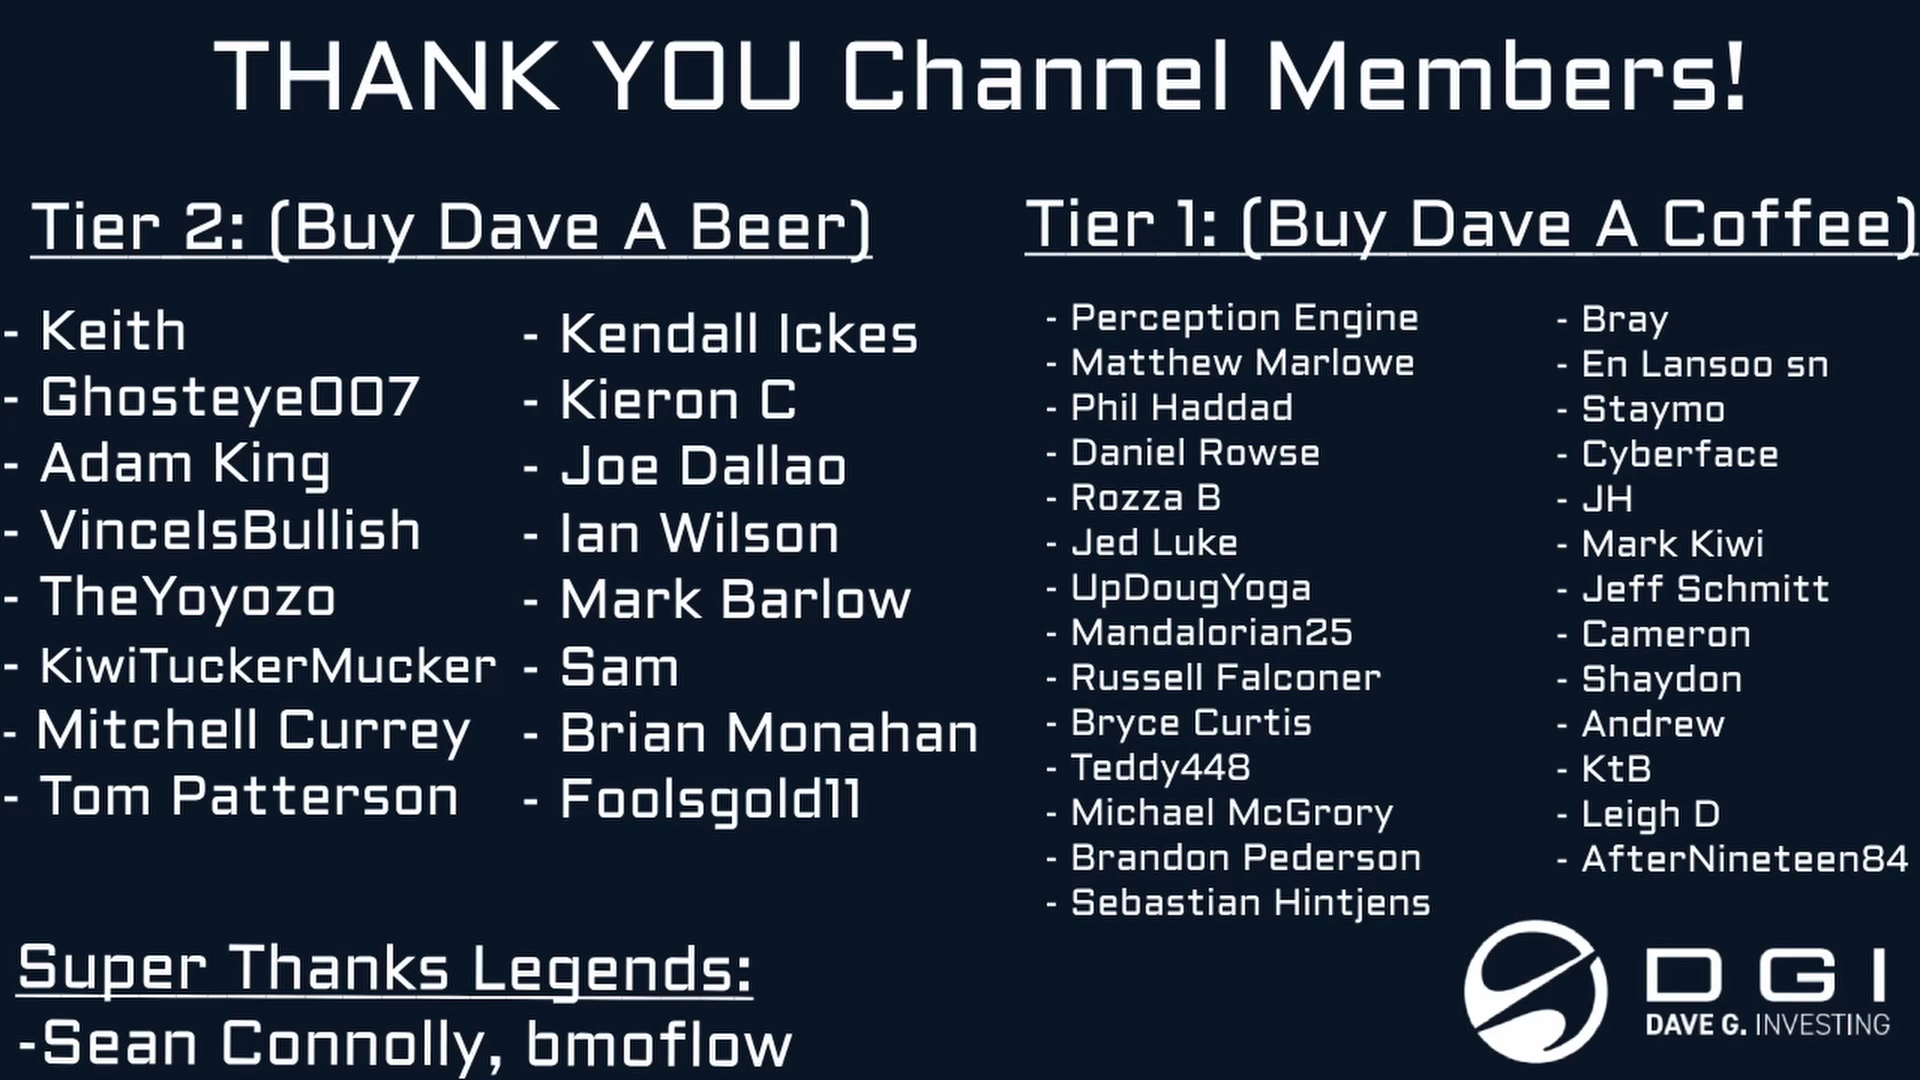 THANK YOU Channel Members!
Tier 2: (Buy Dave A Beer)
- Keith
- Ghosteye007
- Adam King
- VinceIsBullish
- TheYoyozo
- KiwiTuckerMucker
- Mitchell Currey
- Tom Patterson
- Kendall Ickes
- Kieron C
- Joe Dallao
- Ian Wilson
- Mark Barlow
- Sam
- Brian Monahan
- Foolsgold11
Tier 1: (Buy Dave A Coffee)
- Perception Engine
- Matthew Marlowe
- Phil Haddad
- Daniel Rowse
- Rozza B
- Jed Luke
- UpDougYoga
- Mandalorian25
- Russell Falconer
- Bryce Curtis
- Teddy448
- Michael McGrory
- Brandon Pederson
- Sebastian Hintjens
- Bray
- En Lansoo sn
- Staymo
- Cyberface
- JH
- Mark Kiwi
- Jeff Schmitt
- Cameron
- Shaydon
- Andrew
- KtB
- Leigh D
- AfterNineteen84
Super Thanks Legends:
-Sean Connolly, bmoflow
DGI
DAVE G. INVESTING